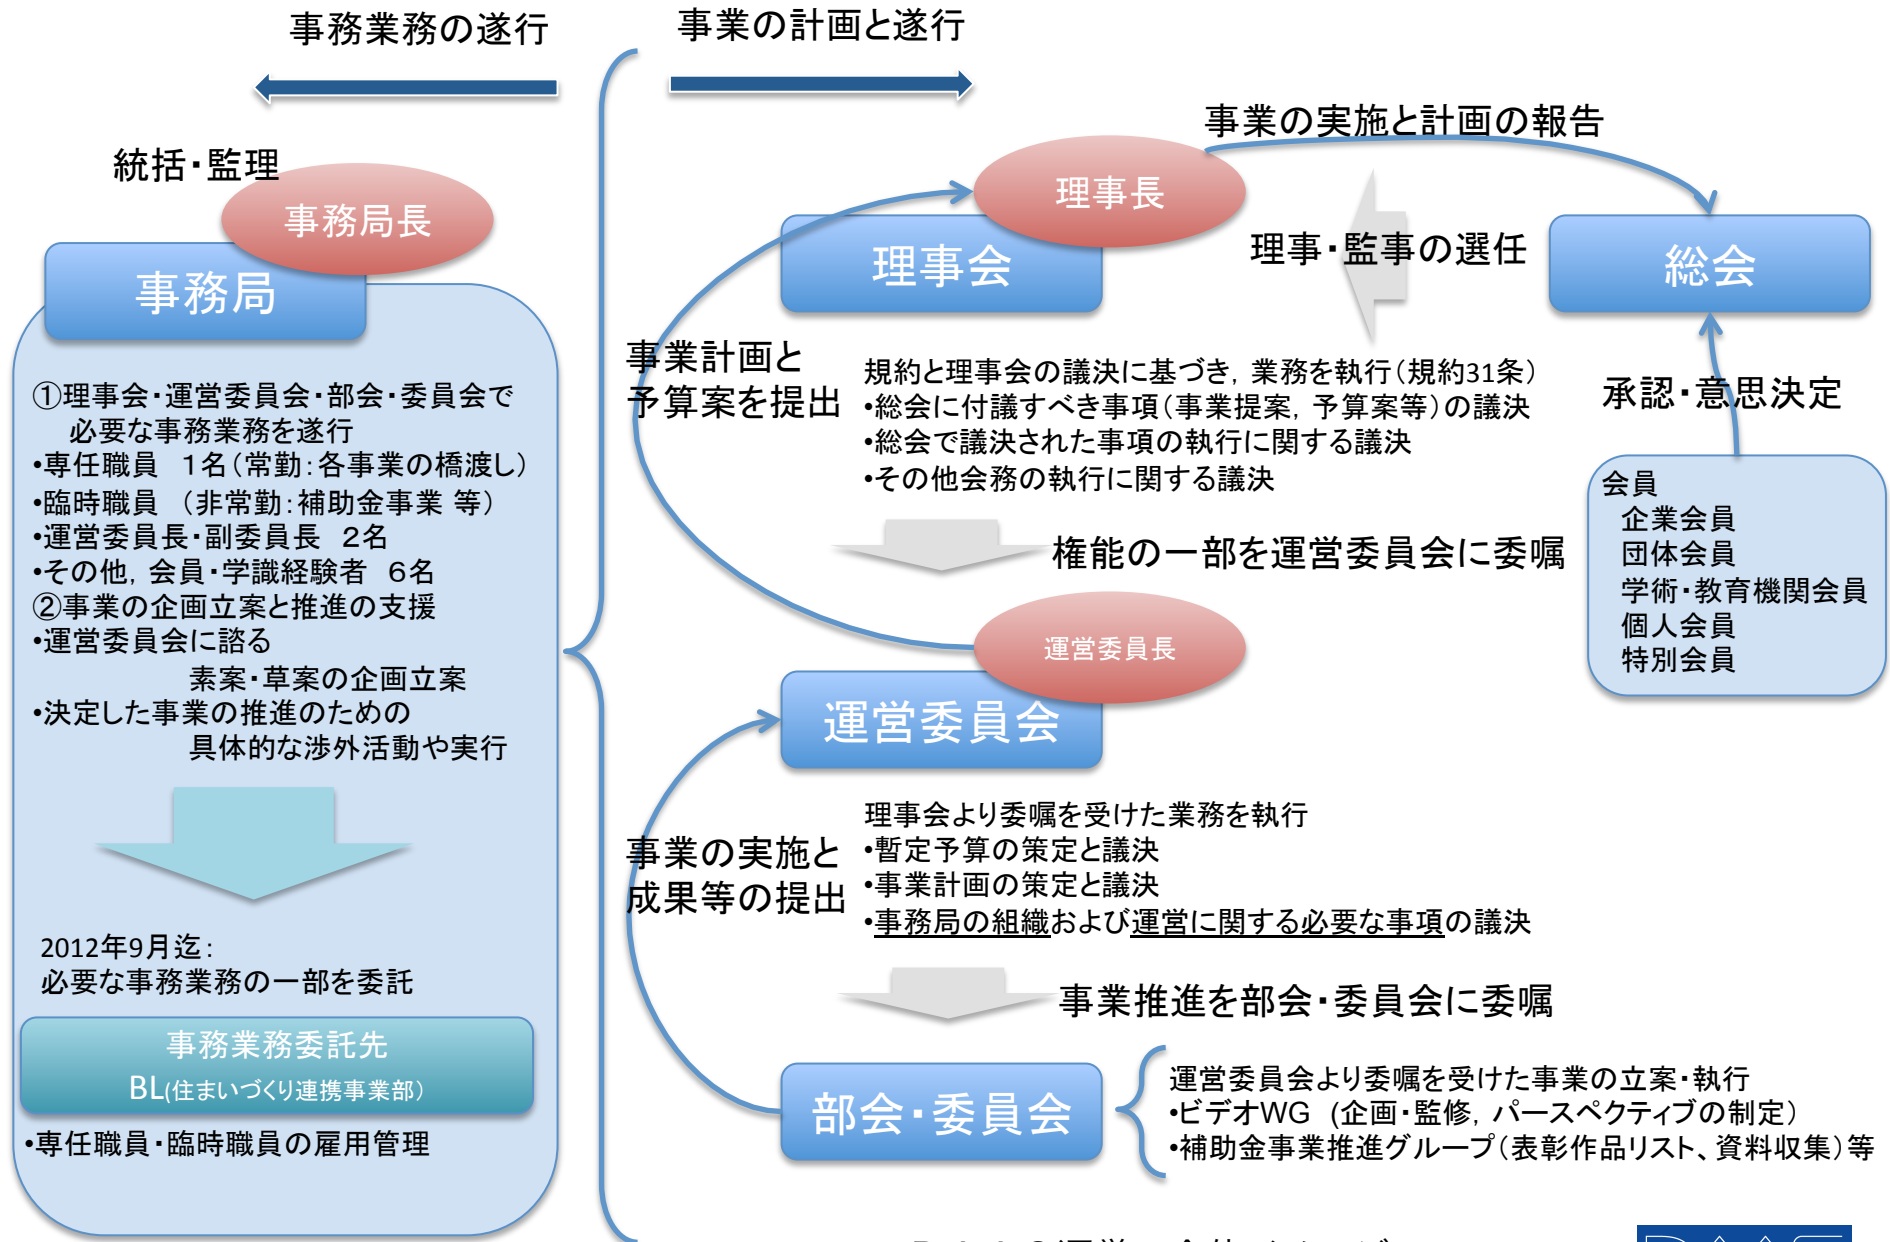 事務業務の遂行
事業の計画と遂行
統括・監理
事務局長
事務局
①理事会・運営委員会・部会・委員会で
必要な事務業務を遂行
•専任職員　１名（常勤：各事業の橋渡し）
•臨時職員　（非常勤：補助金事業 等）
•運営委員長・副委員長　２名
•その他，会員・学識経験者　６名
②事業の企画立案と推進の支援
•運営委員会に諮る
素案・草案の企画立案
•決定した事業の推進のための
具体的な渉外活動や実行
2012年9月迄：
必要な事務業務の一部を委託
事務業務委託先
BL(住まいづくり連携事業部）
•専任職員・臨時職員の雇用管理
事業の実施と計画の報告
理事長
理事会
理事・監事の選任
総会
事業計画と
予算案を提出
規約と理事会の議決に基づき，業務を執行（規約31条）
•総会に付議すべき事項（事業提案，予算案等）の議決
•総会で議決された事項の執行に関する議決
•その他会務の執行に関する議決
承認・意思決定
会員
企業会員
団体会員
学術・教育機関会員
個人会員
特別会員
権能の一部を運営委員会に委嘱
運営委員長
運営委員会
事業の実施と
成果等の提出
理事会より委嘱を受けた業務を執行
•暫定予算の策定と議決
•事業計画の策定と議決
•事務局の組織および運営に関する必要な事項の議決
事業推進を部会・委員会に委嘱
部会・委員会
運営委員会より委嘱を受けた事業の立案・執行
•ビデオWG (企画・監修，パースペクティブの制定）
•補助金事業推進グループ（表彰作品リスト、資料収集）等